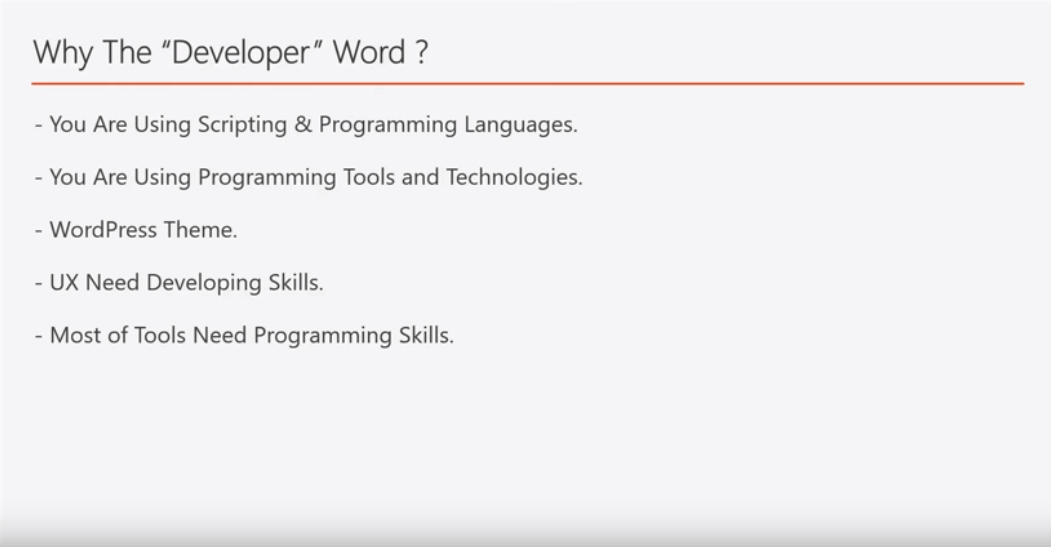 Why The “Developer” Word ?
- You Are Using Scripting & Programming Languages.
- You Are Using Programming Tools and Technologies.
- WordPress Theme.
- UX Need Developing Skills.
- Most of Tools Need Programming Skills.